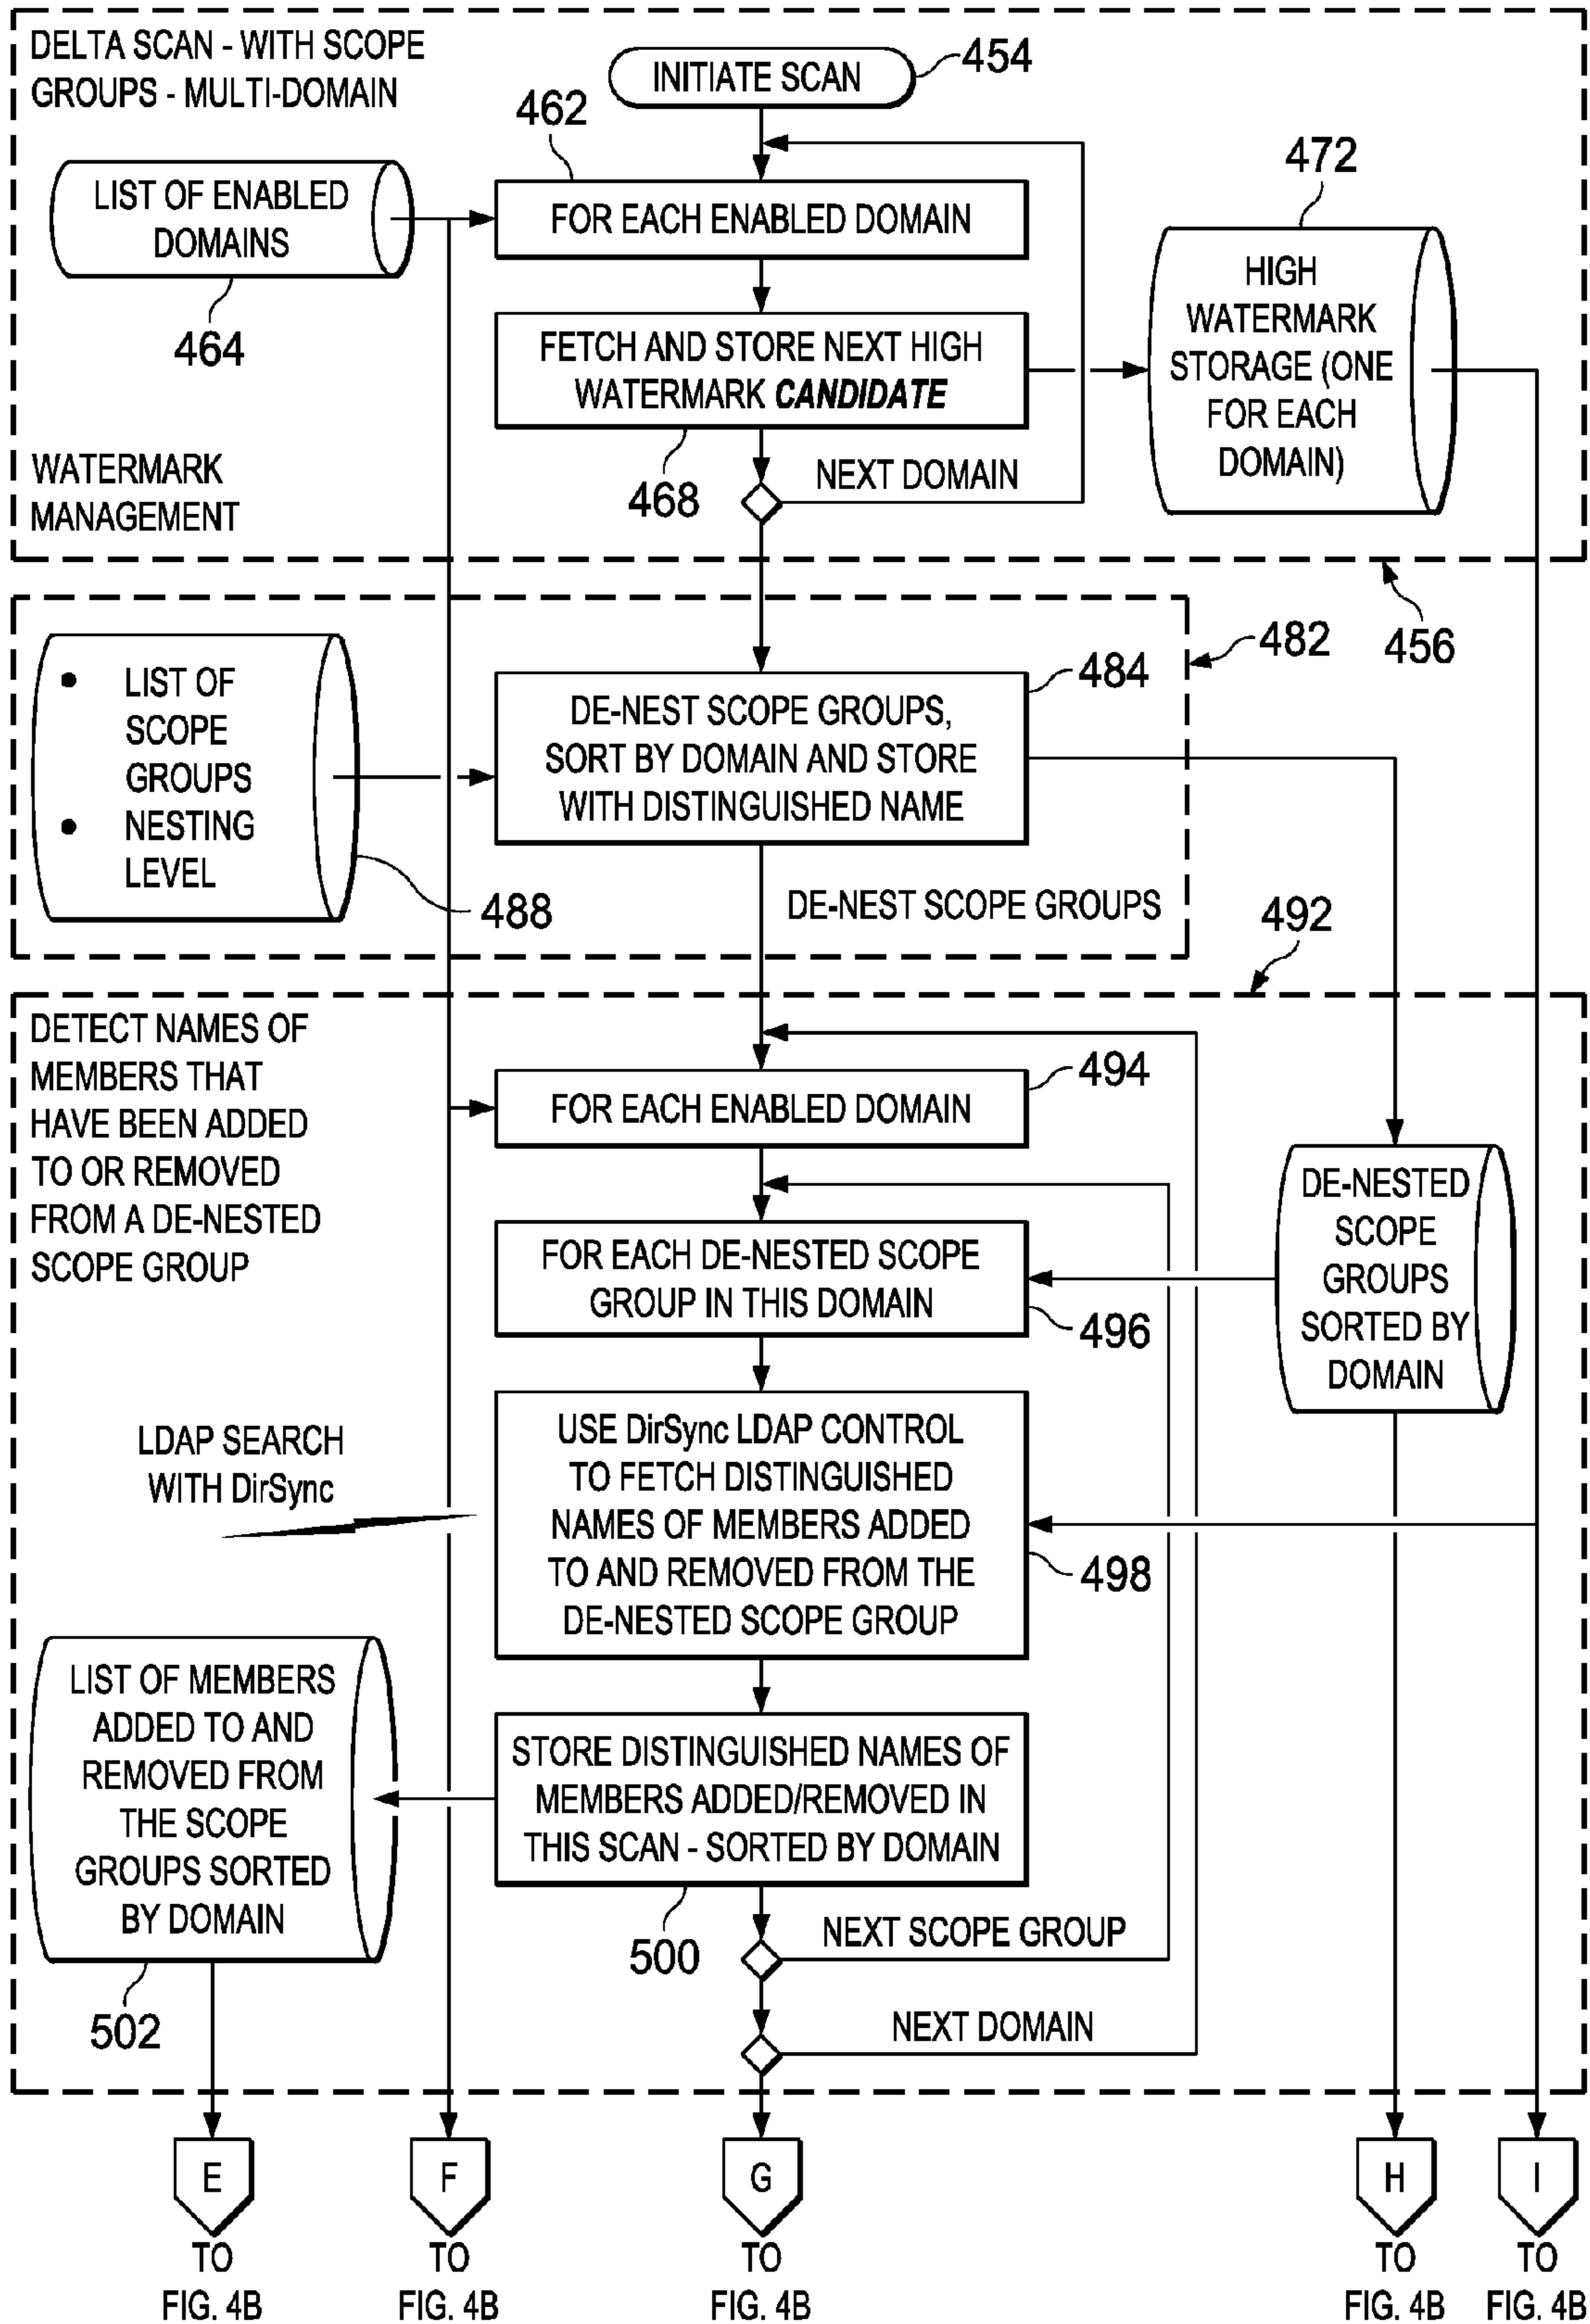 DELTA SCAN - WITH SCOPE
GROUPS - MULTI-DOMAIN
INITIATE SCAN
454
462
472
LIST OF ENABLED
DOMAINS
464
FOR EACH ENABLED DOMAIN
FETCH AND STORE NEXT HIGH
WATERMARK CANDIDATE
468
NEXT DOMAIN
HIGH
WATERMARK
STORAGE (ONE
FOR EACH
DOMAIN)
WATERMARK
MANAGEMENT
456
482
484
• LIST OF
SCOPE
GROUPS
• NESTING
LEVEL
488
DE-NEST SCOPE GROUPS,
SORT BY DOMAIN AND STORE
WITH DISTINGUISHED NAME
DE-NEST SCOPE GROUPS
492
DETECT NAMES OF
MEMBERS THAT
HAVE BEEN ADDED
TO OR REMOVED
FROM A DE-NESTED
SCOPE GROUP
494
FOR EACH ENABLED DOMAIN
FOR EACH DE-NESTED SCOPE
GROUP IN THIS DOMAIN
496
DE-NESTED
SCOPE
GROUPS
SORTED BY
DOMAIN
LDAP SEARCH
WITH DirSync
USE DirSync LDAP CONTROL
TO FETCH DISTINGUISHED
NAMES OF MEMBERS ADDED
TO AND REMOVED FROM THE
DE-NESTED SCOPE GROUP
498
LIST OF MEMBERS
ADDED TO AND
REMOVED FROM
THE SCOPE
GROUPS SORTED
BY DOMAIN
502
STORE DISTINGUISHED NAMES OF
MEMBERS ADDED/REMOVED IN
THIS SCAN - SORTED BY DOMAIN
500
NEXT SCOPE GROUP
NEXT DOMAIN
E
TO
FIG. 4B
F
TO
FIG. 4B
G
TO
FIG. 4B
H
TO
FIG. 4B
I
TO
FIG. 4B